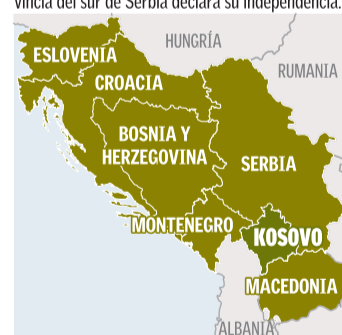 vincia del sur de Serbia declara su independencia.
HUNGRÍA
ESLOVENIA
RUMANIA
CROACIA
BOSNIA Y
HERZEGOVINA
SERBIA
MONTENEGRO
KOSOVO
MACEDONIA
ALBANIA